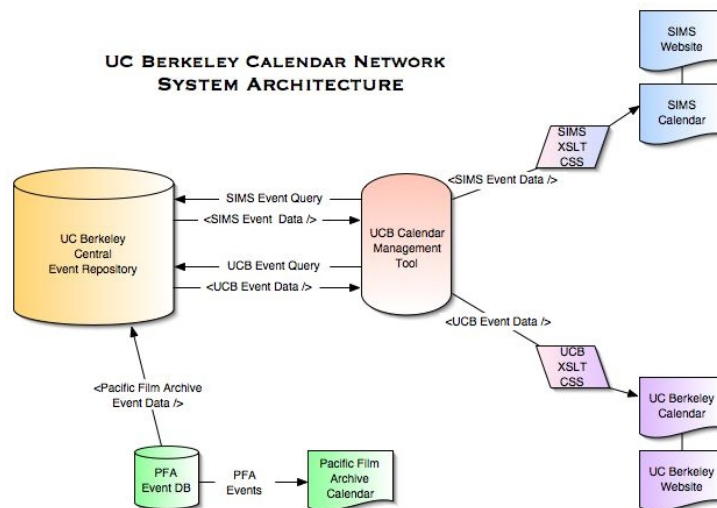 UC BERKELEY CALENDAR NETWORK
SYSTEM ARCHITECTURE
SIMS
Website
SIMS
Calendar
SIMS
XSLT
CSS
<SIMS Event Data />
SIMS Event Query
<SIMS Event Data />
UCB Event Query
<UCB Event Data />
UC Berkeley
Central
Event Repository
UCB Calendar
Management
Tool
<UCB Event Data />
UCB
XSLT
CSS
UC Berkeley
Calendar
UC Berkeley
Website
<Pacific Film Archive
Event Data />
PFA
Event DB
PFA
Events
Pacific Film
Archive
Calendar